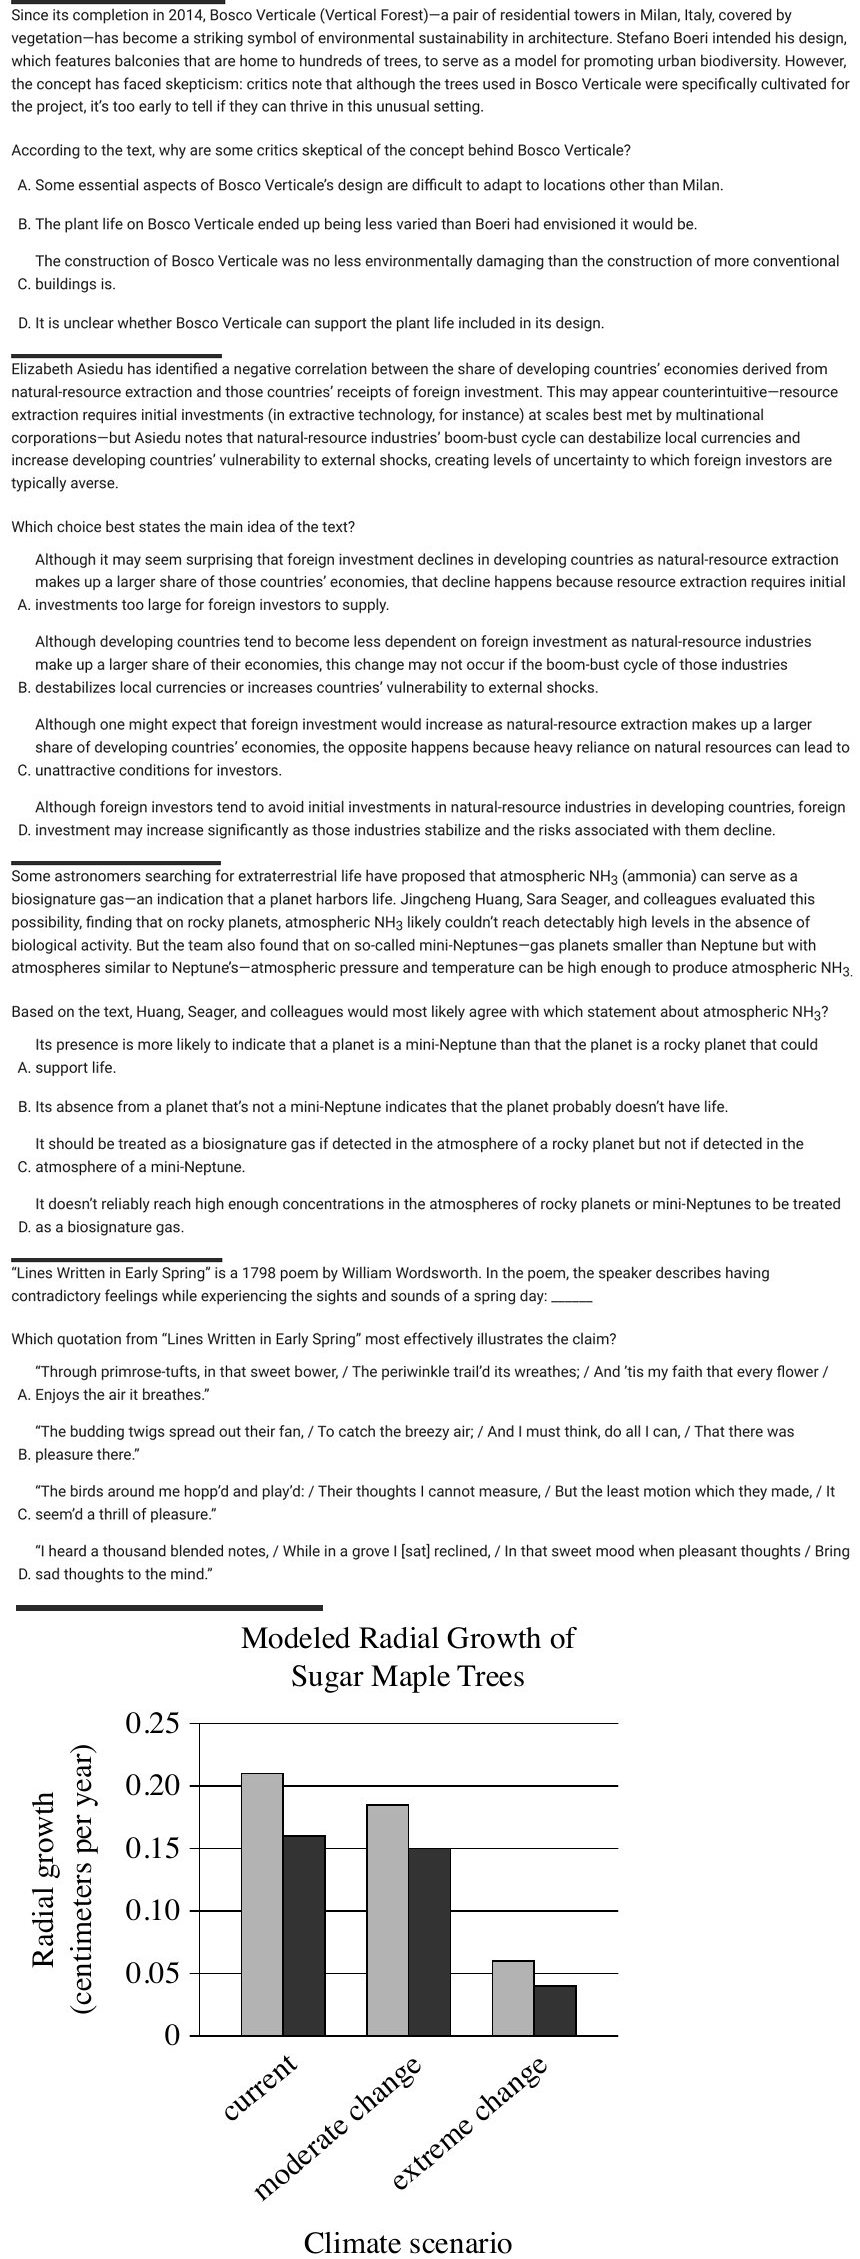 Since its completion in 2014, Bosco Verticale (Vertical Forest)—a pair of residential towers in Milan, Italy, covered by
vegetation—has become a striking symbol of environmental sustainability in architecture. Stefano Boeri intended his design,
which features balconies that are home to hundreds of trees, to serve as a model for promoting urban biodiversity. However,
the concept has faced skepticism: critics note that although the trees used in Bosco Verticale were specifically cultivated for
the project, it's too early to tell if they can thrive in this unusual setting.
According to the text, why are some critics skeptical of the concept behind Bosco Verticale?
A. Some essential aspects of Bosco Verticale's design are difficult to adapt to locations other than Milan.
B. The plant life on Bosco Verticale ended up being less varied than Boeri had envisioned it would be.
The construction of Bosco Verticale was no less environmentally damaging than the construction of more conventional
C. buildings is.
D. It is unclear whether Bosco Verticale can support the plant life included in its design.
Elizabeth Asiedu has identified a negative correlation between the share of developing countries' economies derived from
natural-resource extraction and those countries' receipts of foreign investment. This may appear counterintuitive—resource
extraction requires initial investments (in extractive technology, for instance) at scales best met by multinational
corporations—but Asiedu notes that natural-resource industries' boom-bust cycle can destabilize local currencies and
increase developing countries' vulnerability to external shocks, creating levels of uncertainty to which foreign investors are
typically averse.
Which choice best states the main idea of the text?
Although it may seem surprising that foreign investment declines in developing countries as natural-resource extraction
makes up a larger share of those countries' economies, that decline happens because resource extraction requires initial
A. investments too large for foreign investors to supply.
Although developing countries tend to become less dependent on foreign investment as natural-resource industries
make up a larger share of their economies, this change may not occur if the boom-bust cycle of those industries
B. destabilizes local currencies or increases countries' vulnerability to external shocks.
Although one might expect that foreign investment would increase as natural-resource extraction makes up a larger
share of developing countries' economies, the opposite happens because heavy reliance on natural resources can lead to
C. unattractive conditions for investors.
Although foreign investors tend to avoid initial investments in natural-resource industries in developing countries, foreign
D. investment may increase significantly as those industries stabilize and the risks associated with them decline.
Some astronomers searching for extraterrestrial life have proposed that atmospheric NH3 (ammonia) can serve as a
biosignature gas—an indication that a planet harbors life. Jingcheng Huang, Sara Seager, and colleagues evaluated this
possibility, finding that on rocky planets, atmospheric NH3 likely couldn't reach detectably high levels in the absence of
biological activity. But the team also found that on so-called mini-Neptunes—gas planets smaller than Neptune but with
atmospheres similar to Neptune's—atmospheric pressure and temperature can be high enough to produce atmospheric NH3.
Based on the text, Huang, Seager, and colleagues would most likely agree with which statement about atmospheric NH3?
Its presence is more likely to indicate that a planet is a mini-Neptune than that the planet is a rocky planet that could
A. support life.
B. Its absence from a planet that's not a mini-Neptune indicates that the planet probably doesn't have life.
It should be treated as a biosignature gas if detected in the atmosphere of a rocky planet but not if detected in the
C. atmosphere of a mini-Neptune.
It doesn't reliably reach high enough concentrations in the atmospheres of rocky planets or mini-Neptunes to be treated
D. as a biosignature gas.
"Lines Written in Early Spring" is a 1798 poem by William Wordsworth. In the poem, the speaker describes having
contradictory feelings while experiencing the sights and sounds of a spring day: ______
Which quotation from "Lines Written in Early Spring" most effectively illustrates the claim?
"Through primrose-tufts, in that sweet bower, / The periwinkle trail'd its wreathes; / And 'tis my faith that every flower /
A. Enjoys the air it breathes."
"The budding twigs spread out their fan, / To catch the breezy air; / And I must think, do all I can, / That there was
B. pleasure there."
"The birds around me hopp'd and play'd: / Their thoughts I cannot measure, / But the least motion which they made, / It
C. seem'd a thrill of pleasure."
"I heard a thousand blended notes, / While in a grove I [sat] reclined, / In that sweet mood when pleasant thoughts / Bring
D. sad thoughts to the mind."
Modeled Radial Growth of
Sugar Maple Trees
Radial growth
(centimeters per year)
0.25
0.20
0.15
0.10
0.05
0
current
moderate change
extreme change
Climate scenario